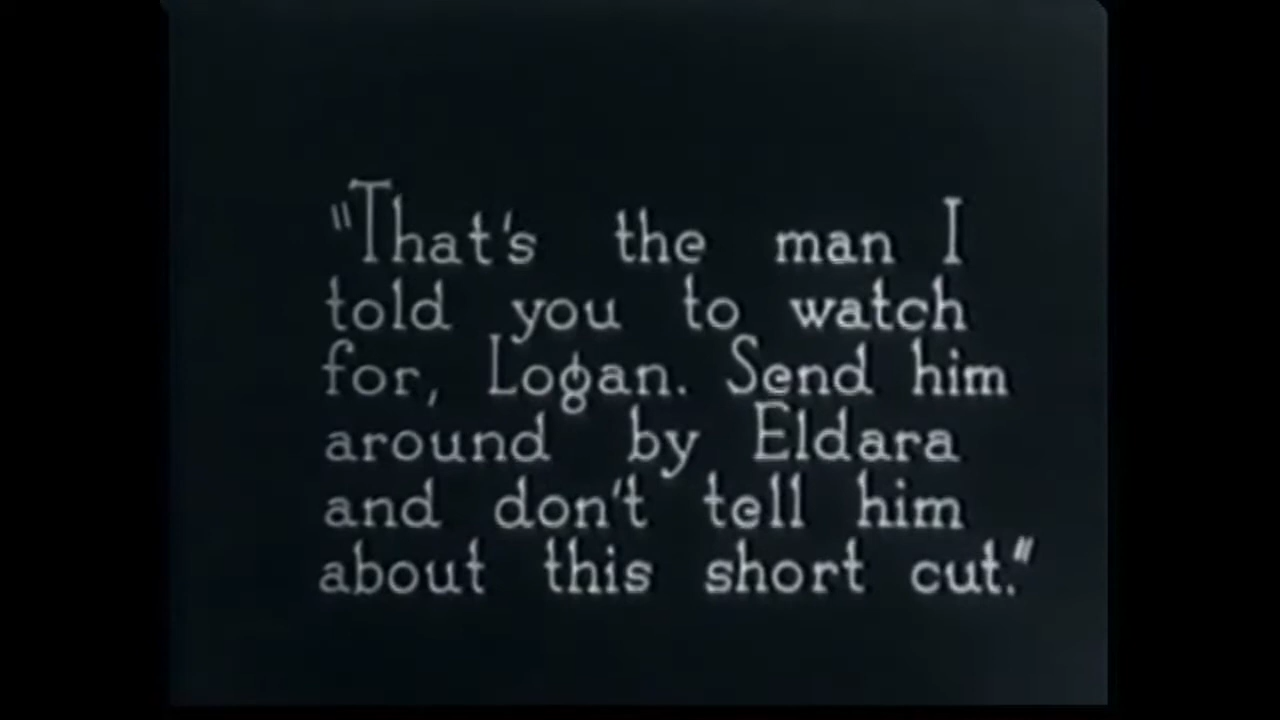 "That's the man I
told you to watch
for, Logan. Send him
around by Eldara
and don't tell him
about this short cut."